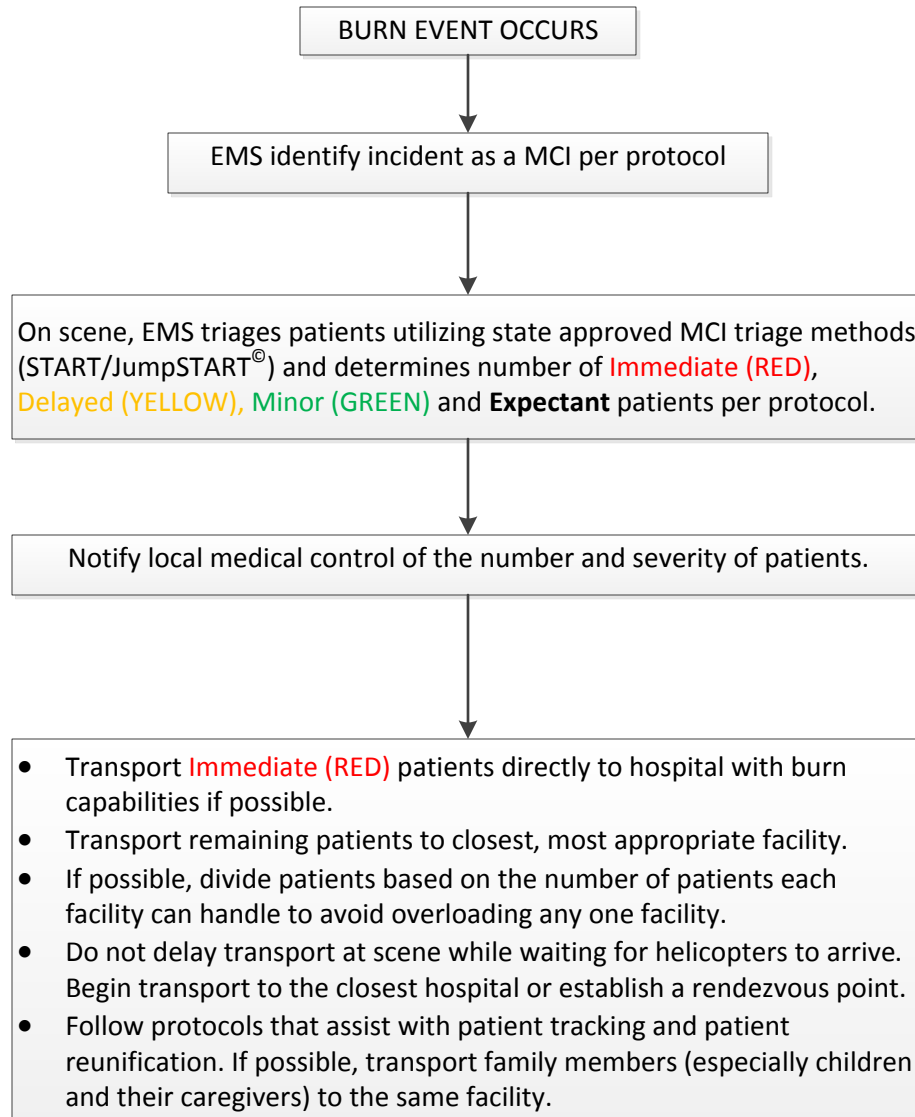 BURN EVENT OCCURS
EMS identify incident as a MCI per protocol
On scene, EMS triages patients utilizing state approved MCI triage methods
(START/JumpSTART©) and determines number of Immediate (RED),
Delayed (YELLOW), Minor (GREEN) and Expectant patients per protocol.
Notify local medical control of the number and severity of patients.
• Transport Immediate (RED) patients directly to hospital with burn
capabilities if possible.
• Transport remaining patients to closest, most appropriate facility.
• If possible, divide patients based on the number of patients each
facility can handle to avoid overloading any one facility.
• Do not delay transport at scene while waiting for helicopters to arrive.
Begin transport to the closest hospital or establish a rendezvous point.
• Follow protocols that assist with patient tracking and patient
reunification. If possible, transport family members (especially children
and their caregivers) to the same facility.